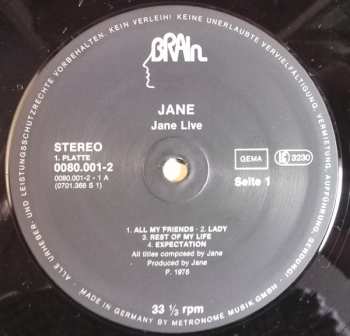 BRAIN
JANE
Jane Live
STEREO
1. PLATTE
0080.001-2
0080 001-2 - 1 A
(0701.366 S 1)
GEMA
LC 9230
Seite 1
1. ALL MY FRIENDS · 2. LADY
3. REST OF MY LIFE
4. EXPECTATION
All titles composed by Jane
Produced by Jane
P. 1976
33 1/3 rpm
ALLE URHEBER- UND LEISTUNGSSCHUTZRECHTE VORBEHALTEN. KEIN VERLEIH! KEINE UNERLAUBTE VERVIELFÄLTIGUNG, VERMIETUNG, AUFFÜHRUNG, SENDUNG!
MADE IN GERMANY BY METRONOME MUSIK GMBH